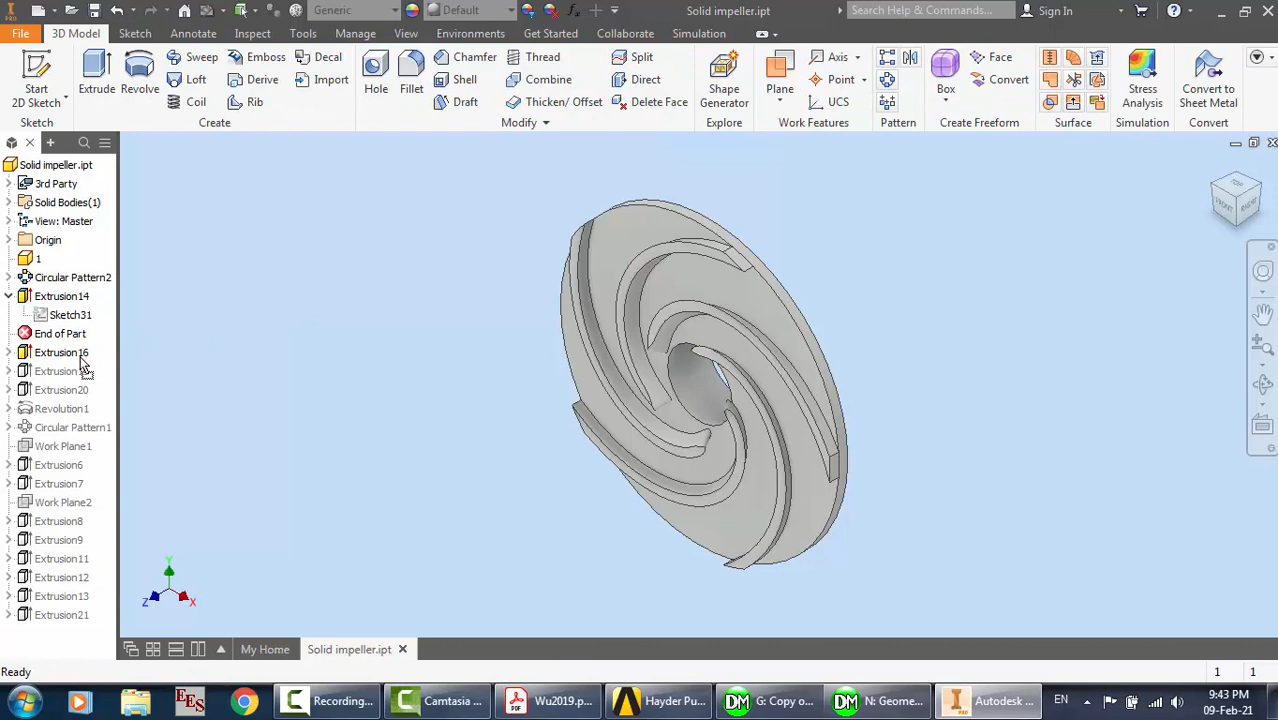 PRO
Generic
Default
Solid impeller.ipt
Search Help & Commands...
Sign In
File
3D Model
Sketch
Annotate
Inspect
Tools
Manage
View
Environments
Get Started
Collaborate
Simulation
Start
2D Sketch
Extrude
Revolve
Sweep
Emboss
Decal
Loft
Derive
Import
Coil
Rib
Hole
Fillet
Chamfer
Thread
Split
Shell
Combine
Direct
Draft
Thicken/ Offset
Delete Face
Shape
Generator
Plane
Axis
Point
UCS
Box
Face
Convert
Stress
Analysis
Convert to
Sheet Metal
Sketch
Create
Modify
Explore
Work Features
Pattern
Create Freeform
Surface
Simulation
Convert
Solid impeller.ipt
3rd Party
Solid Bodies(1)
View: Master
Origin
1
Circular Pattern2
Extrusion14
Sketch31
End of Part
Extrusion16
Extrusion20
Revolution1
Circular Pattern1
Work Plane1
Extrusion6
Extrusion7
Work Plane2
Extrusion8
Extrusion9
Extrusion11
Extrusion12
Extrusion13
Extrusion21
TOP
FRONT
RIGHT
Y
Z
X
My Home
Solid impeller.ipt
Ready
1
1
EES
Recording...
Camtasia ...
Wu2019.p...
Hayder Pu...
DM
G: Copy o...
DM
N: Geome...
Autodesk ...
EN
9:43 PM
09-Feb-21